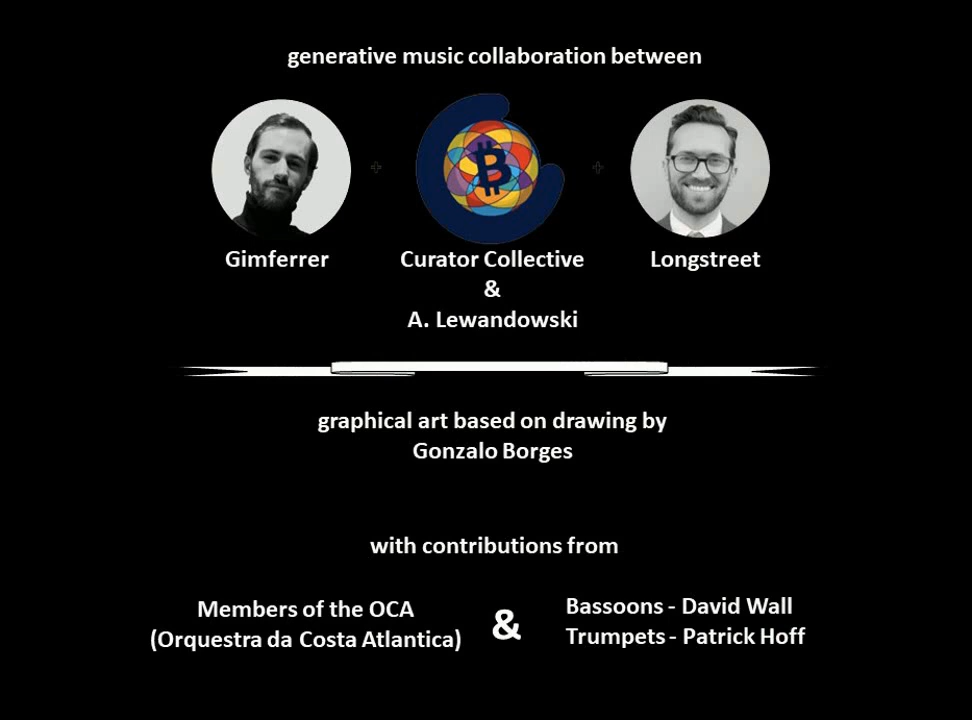 generative music collaboration between
+ +
Gimferrer Curator Collective Longstreet
&
A. Lewandowski
graphical art based on drawing by
Gonzalo Borges
with contributions from
Members of the OCA
(Orquestra da Costa Atlantica)
&
Bassoons - David Wall
Trumpets - Patrick Hoff